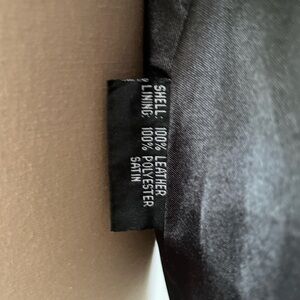 SHELL: 100% LEATHER
LINING: 100% POLYESTER
SATIN